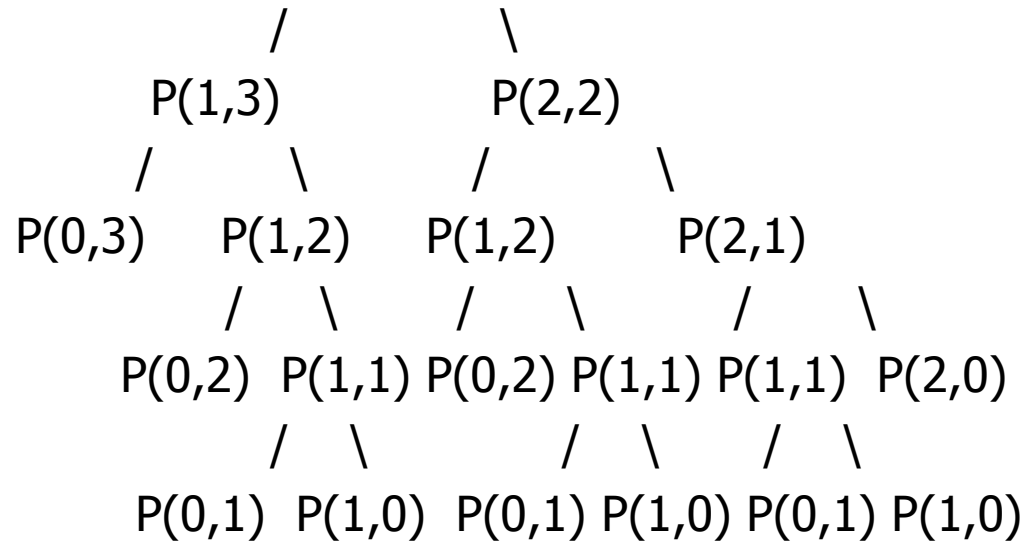 / \
P(1,3) P(2,2)
/ \ / \
P(0,3) P(1,2) P(1,2) P(2,1)
/ \ / \ / \
P(0,2) P(1,1) P(0,2) P(1,1) P(1,1) P(2,0)
/ \ / \ / \
P(0,1) P(1,0) P(0,1) P(1,0) P(0,1) P(1,0)